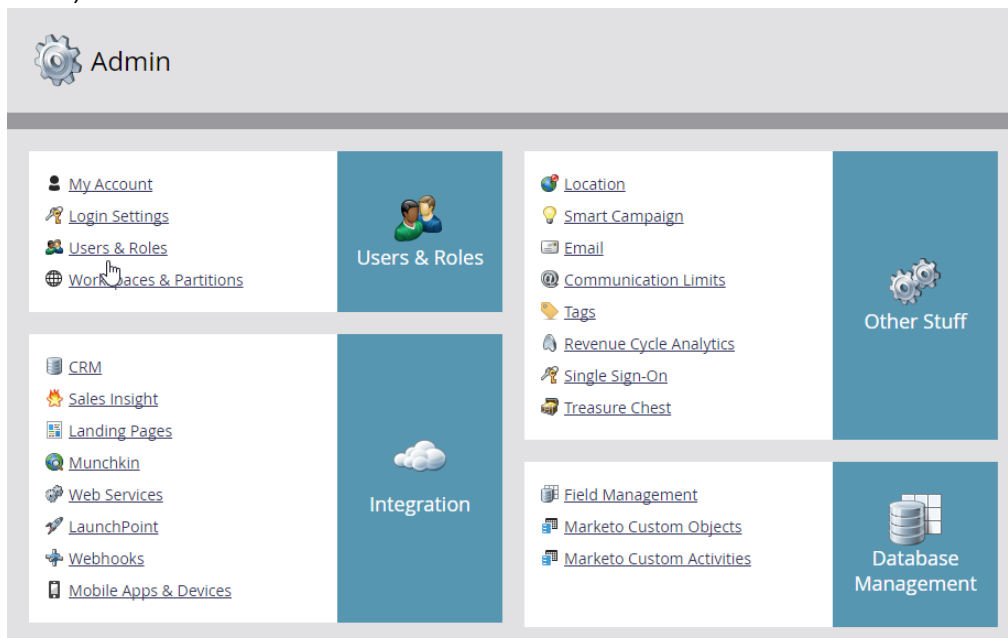 Admin
My Account
Login Settings
Users & Roles
Workspaces & Partitions
Users & Roles
CRM
Sales Insight
Landing Pages
Munchkin
Web Services
LaunchPoint
Webhooks
Mobile Apps & Devices
Integration
Location
Smart Campaign
Email
Communication Limits
Tags
Revenue Cycle Analytics
Single Sign-On
Treasure Chest
Other Stuff
Field Management
Marketo Custom Objects
Marketo Custom Activities
Database
Management